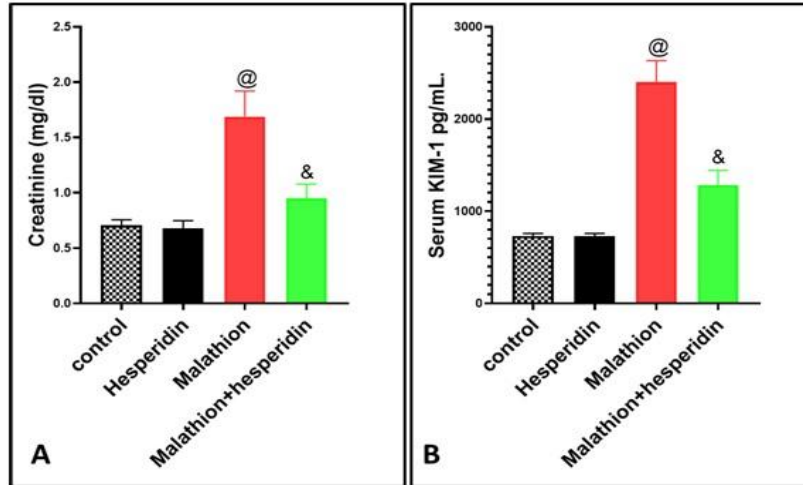 Creatinine (mg/dl)
2.5
2.0
1.5
1.0
0.5
0.0
@
&
control
Hesperidin
Malathion
Malathion+hesperidin
A
Serum KIM-1 pg/mL.
3000
2000
1000
0
@
&
control
Hesperidin
Malathion
Malathion+hesperidin
B